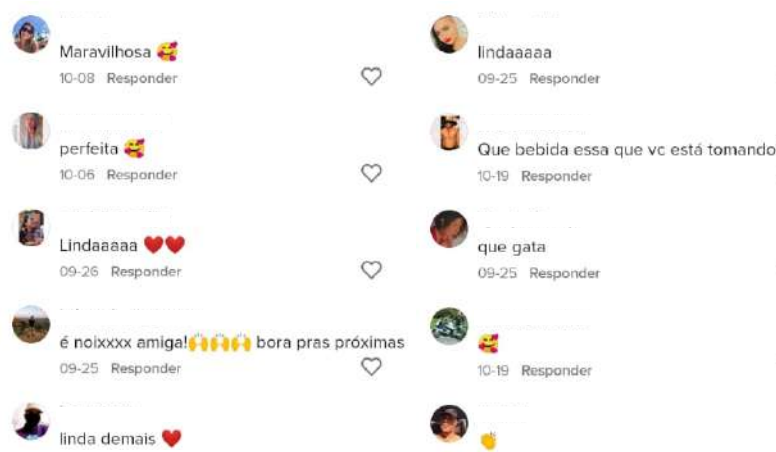 Maravilhosa 🥰
10-08 Responder
perfeita 🥰
10-06 Responder
Lindaaaaa ❤️❤️
09-26 Responder
é noixxxx amiga!🙌🙌🙌 bora pras próximas
09-25 Responder
linda demais ❤️
lindaaaaa
09-25 Responder
Que bebida essa que vc está tomando
10-19 Responder
que gata
09-25 Responder
🥰
10-19 Responder
👏